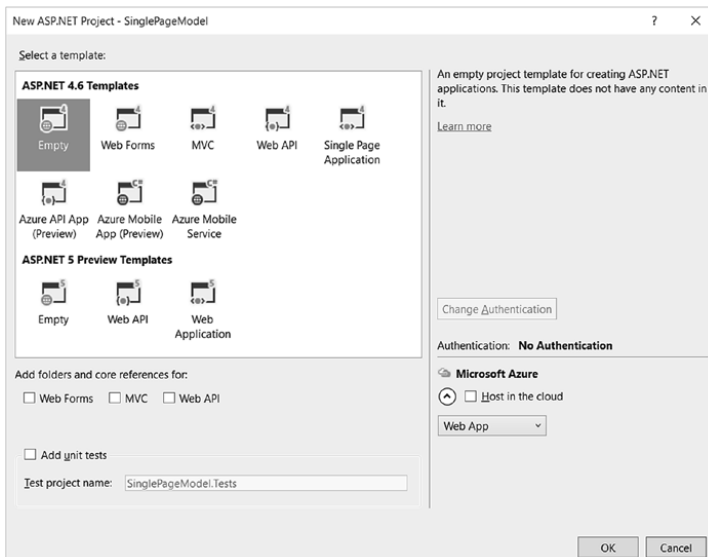 New ASP.NET Project - SinglePageModel
? X
Select a template:
ASP.NET 4.6 Templates
Empty
Web Forms
MVC
Web API
Single Page
Application
Azure API App
(Preview)
Azure Mobile
App (Preview)
Azure Mobile
Service
ASP.NET 5 Preview Templates
Empty
Web API
Web
Application
Add folders and core references for:
Web Forms MVC Web API
Add unit tests
Test project name: SinglePageModel.Tests
An empty project template for creating ASP.NET
applications. This template does not have any content in
it.
Learn more
Change Authentication
Authentication: No Authentication
Microsoft Azure
Host in the cloud
Web App
OK Cancel